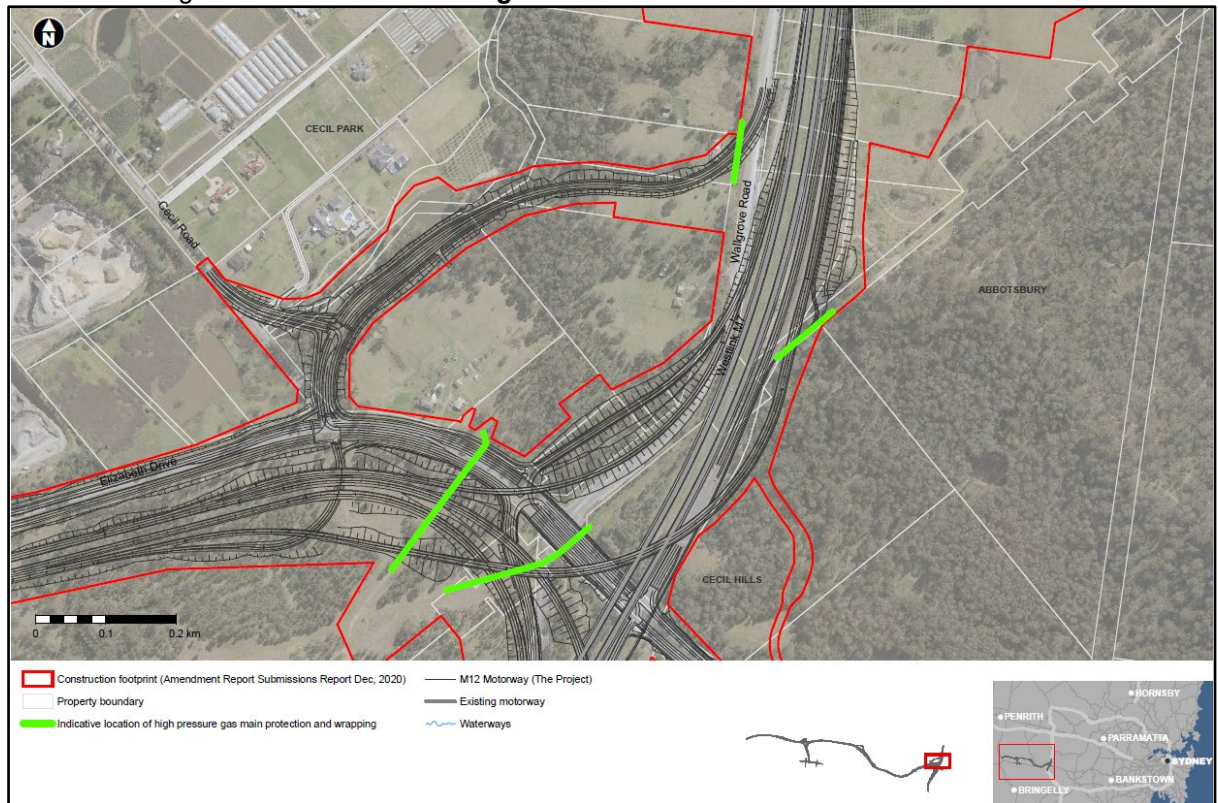 N
CECIL PARK
Cecil Road
Wallgrove Road
ABBOTSBURY
Westlink M7
Elizabeth Drive
CECIL HILLS
0 0.1 0.2 km
Construction footprint (Amendment Report Submissions Report Dec, 2020)
Property boundary
Indicative location of high pressure gas main protection and wrapping
M12 Motorway (The Project)
Existing motorway
Waterways
HORNSBY
PENRITH
PARRAMATTA
SYDNEY
BANKSTOWN
BRINGELLY